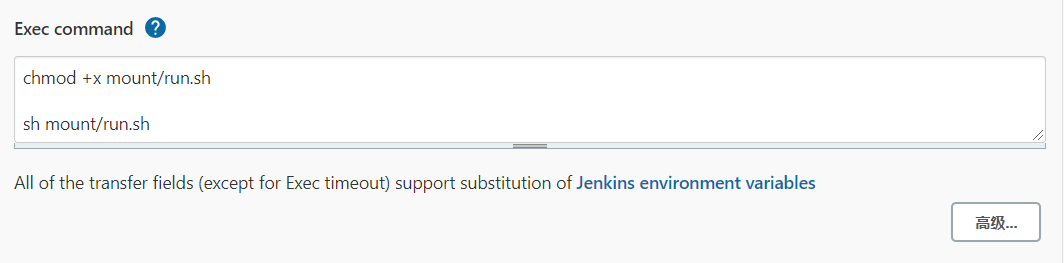 Exec command ?
chmod +x mount/run.sh
sh mount/run.sh
All of the transfer fields (except for Exec timeout) support substitution of Jenkins environment variables
高级...